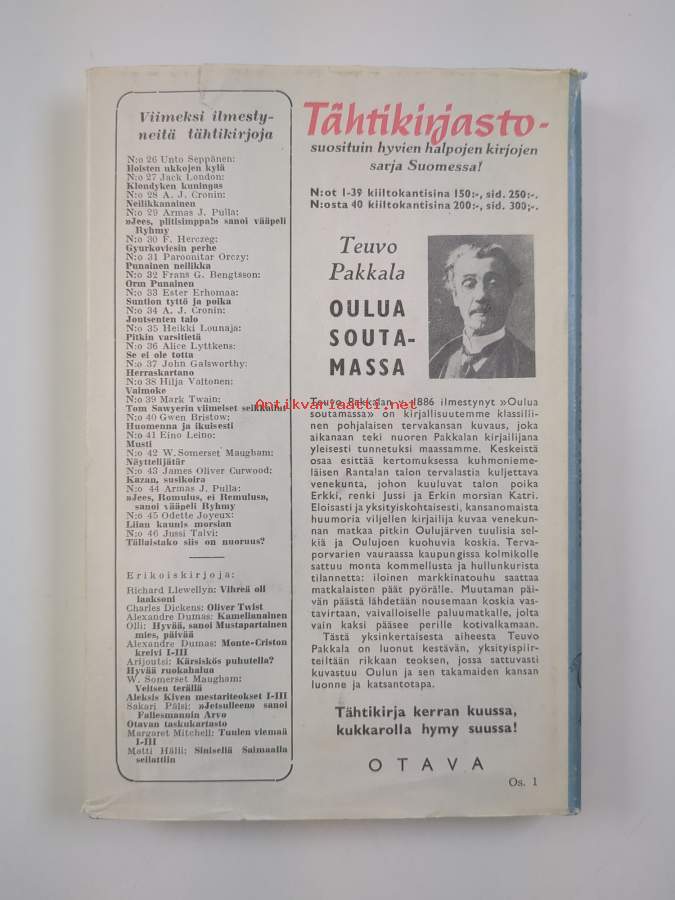 Viimeksi ilmesty-
neitä tähtikirjoja
N:o 26 Unto Seppänen:
Iloisten ukkojen kylä
N:o 27 Jack London:
Klondyken kuningas
N:o 28 A. J. Cronin:
Neilikkanainen
N:o 29 Armas J. Pulla:
»Jees, plitisimppa!» sanoi vääpeli
Ryhmy
N:o 30 F. Herczeg:
Gyurkovicsin perhe
N:o 31 Paroonitar Orczy:
Punainen neilikka
N:o 32 Frans G. Bengtsson:
Orm Punainen
N:o 33 Ester Erhomaa:
Suntion tyttö ja poika
N:o 34 A. J. Cronin:
Joutsenten talo
N:o 35 Heikki Lounaja:
Pitkin varsitietä
N:o 36 Alice Lyttkens:
Se ei ole totta
N:o 37 John Galsworthy:
Herraskartano
N:o 38 Hilja Valtonen:
Vaimoke
N:o 39 Mark Twain:
Tom Sawyerin viimeiset seikkailut
N:o 40 Gwen Bristow:
Huomenna ja ikuisesti
N:o 41 Eino Leino:
Musti
N:o 42 W. Somerset Maugham:
Näyttelijätär
N:o 43 James Oliver Curwood:
Kazan, susikoira
N:o 44 Armas J. Pulla:
»Jees, Romulus, ei Remulus»,
sanoi vääpeli Ryhmy
N:o 45 Odette Joyeux:
Liian kaunis morsian
N:o 46 Jussi Talvi:
Tällaistako siis on nuoruus?
Erikoiskirjoja:
Richard Llewellyn: Vihreä oli
laaksoni
Charles Dickens: Oliver Twist
Alexandre Dumas: Kamelianainen
Olli: Hyvää, sanoi Mustapartainen
mies, päivää
Alexandre Dumas: Monte-Criston
kreivi I-III
Arijoutsi: Kärsiskös puhutella?
Hyvää ruokahalua
W. Somerset Maugham:
Veitsen terällä
Aleksis Kiven mestariteokset I-III
Sakari Pälsi: »Jetsulleen» sanoi
Fallesmannin Arvo
Otavan taskukartasto
Margaret Mitchell: Tuulen viemää
I-III
Matti Hälli: Sinisellä Saimaalla
seilattiin
Tähtikirjasto-
suosituin hyvien halpojen kirjojen
sarja Suomessa!
N:ot 1-39 kiiltokantisina 150:-, sid. 250:-.
N:osta 40 kiiltokantisina 200:-, sid. 300;-.
Teuvo
Pakkala
OULUA
SOUTA-
MASSA
Antikvariaatti.net
Teuvo Pakkalan v. 1886 ilmestynyt »Oulua
soutamassa» on kirjallisuutemme klassilli-
nen pohjalaisen tervakansan kuvaus, joka
aikanaan teki nuoren Pakkalan kirjailijana
yleisesti tunnetuksi maassamme. Keskeistä
osaa esittää kertomuksessa kuhmonieme-
läisen Rantalan talon tervalastia kuljettava
venekunta, johon kuuluvat talon poika
Erkki, renki Jussi ja Erkin morsian Katri.
Eloisasti ja yksityiskohtaisesti, kansanomaista
huumoria viljellen kirjailija kuvaa venekun-
nan matkaa pitkin Oulujärven tuulisia sel-
kiä ja Oulujoen kuohuvia koskia. Terva-
porvarien vauraassa kaupungissa kolmikolle
sattuu monta kommellusta ja hullunkurista
tilannetta: iloinen markkinatouhu saattaa
matkalaisten päät pyörälle. Muutaman päi-
vän päästä lähdetään nousemaan koskia vas-
tavirtaan, vaivalloiselle paluumatkalle, jolta
vain kaksi pääsee perille kotivalkamaan.
Tästä yksinkertaisesta aiheesta Teuvo
Pakkala on luonut kestävän, yksityispiir-
teiltään rikkaan teoksen, jossa sattuvasti
kuvastuu Oulun ja sen takamaiden kansan
luonne ja katsantotapa.
Tähtikirja kerran kuussa,
kukkarolla hymy suussa!
OTAVA
Os. 1